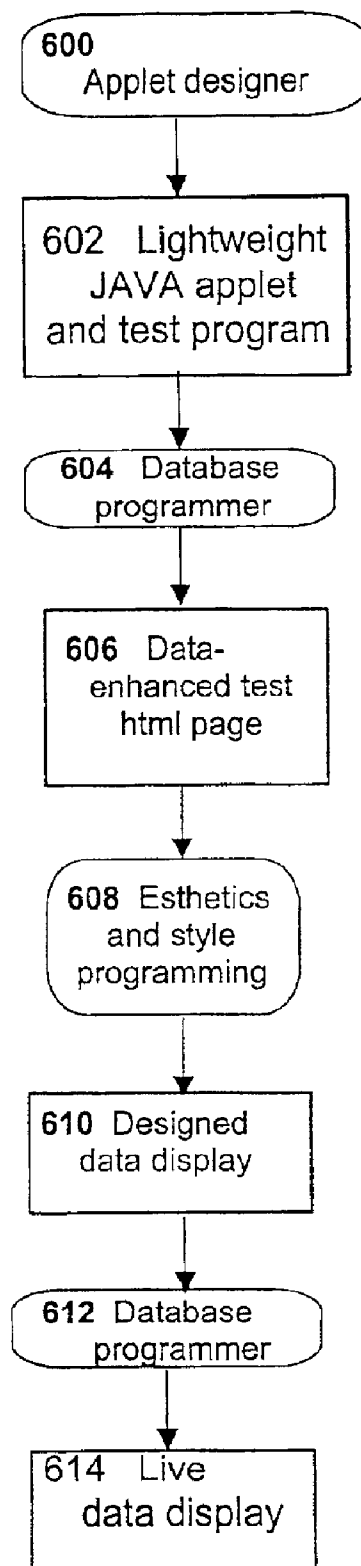 600
Applet designer
602 Lightweight
JAVA applet
and test program
604 Database
programmer
606 Data-
enhanced test
html page
608 Esthetics
and style
programming
610 Designed
data display
612 Database
programmer
614 Live
data display